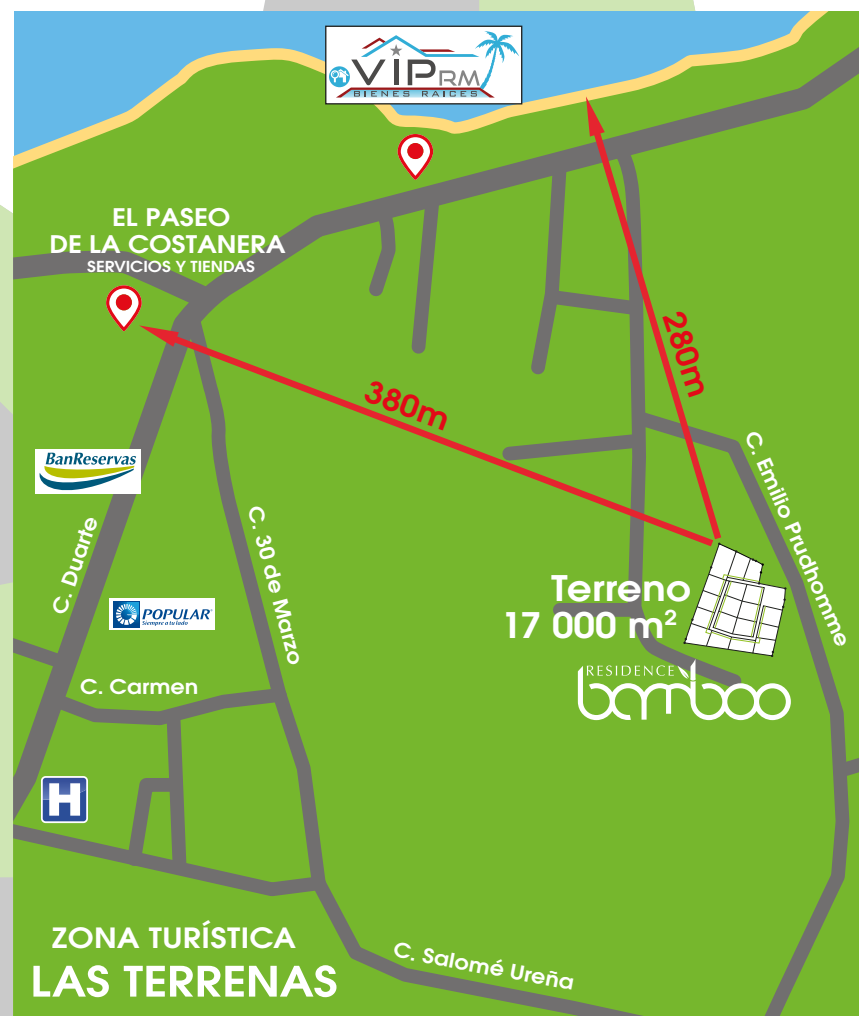 VIP RM
BIENES RAICES
EL PASEO
DE LA COSTANERA
SERVICIOS Y TIENDAS
280m
380m
BanReservas
C. Duarte
C. 30 de Marzo
C. Emilio Prudhomme
POPULAR
Siempre a tu lado
Terreno
17 000 m²
RESIDENCE
bamboo
C. Carmen
H
ZONA TURÍSTICA
LAS TERRENAS
C. Salomé Ureña